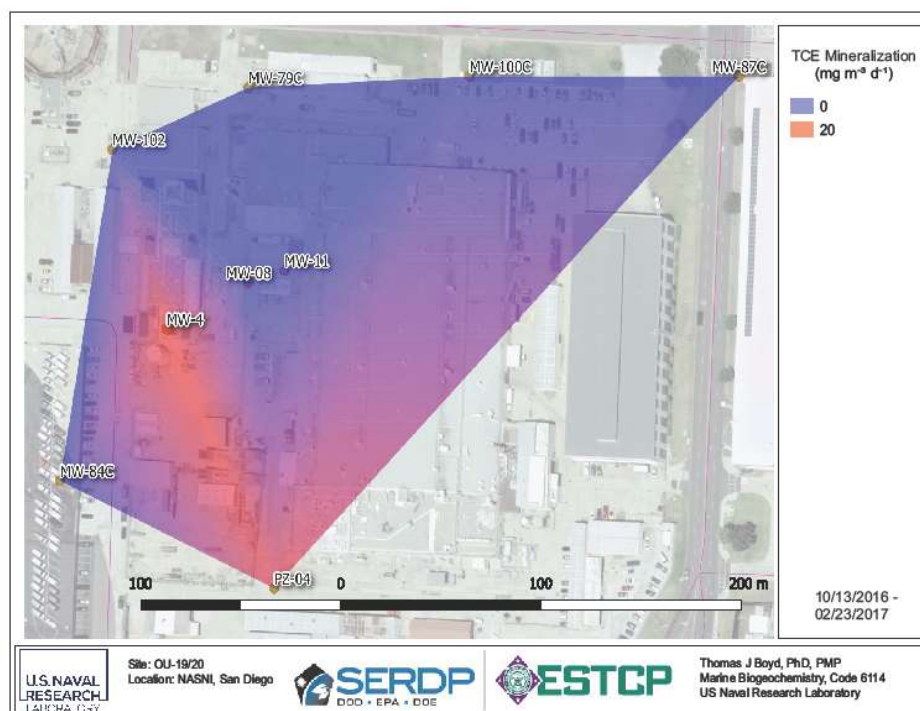 TCE Mineralization
(mg m⁻³ d⁻¹)
0
20
MW-79C
MW-100C
MW-87C
MW-102
MW-11
MW-08
MW-4
MW-84C
PZ-04
100 0 100 200 m
10/13/2016 -
02/23/2017
U.S. NAVAL
RESEARCH
LABORATORY
Site: OU-19/20
Location: NASNI, San Diego
SERDP
DOD • EPA • DOE
ESTCP
Thomas J Boyd, PhD, PMP
Marine Biogeochemistry, Code 6114
US Naval Research Laboratory